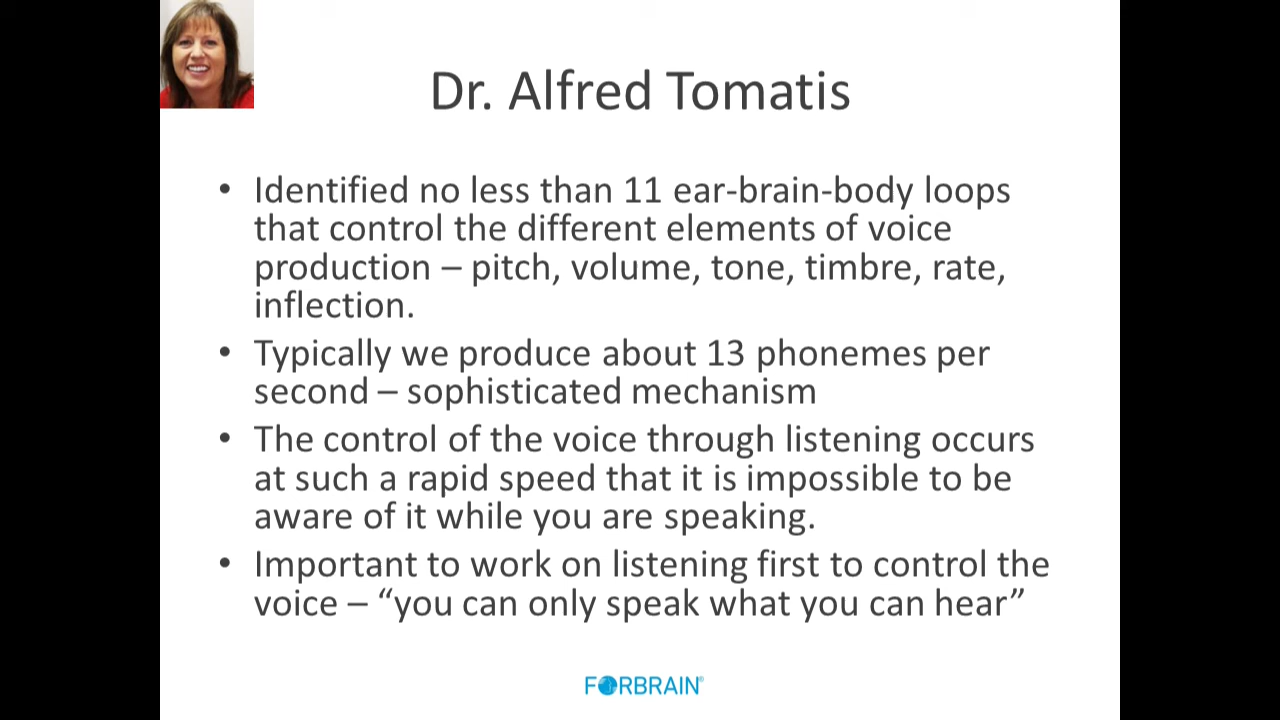 Dr. Alfred Tomatis
• Identified no less than 11 ear-brain-body loops
that control the different elements of voice
production – pitch, volume, tone, timbre, rate,
inflection.
• Typically we produce about 13 phonemes per
second – sophisticated mechanism
• The control of the voice through listening occurs
at such a rapid speed that it is impossible to be
aware of it while you are speaking.
• Important to work on listening first to control the
voice – “you can only speak what you can hear”
FORBRAIN®